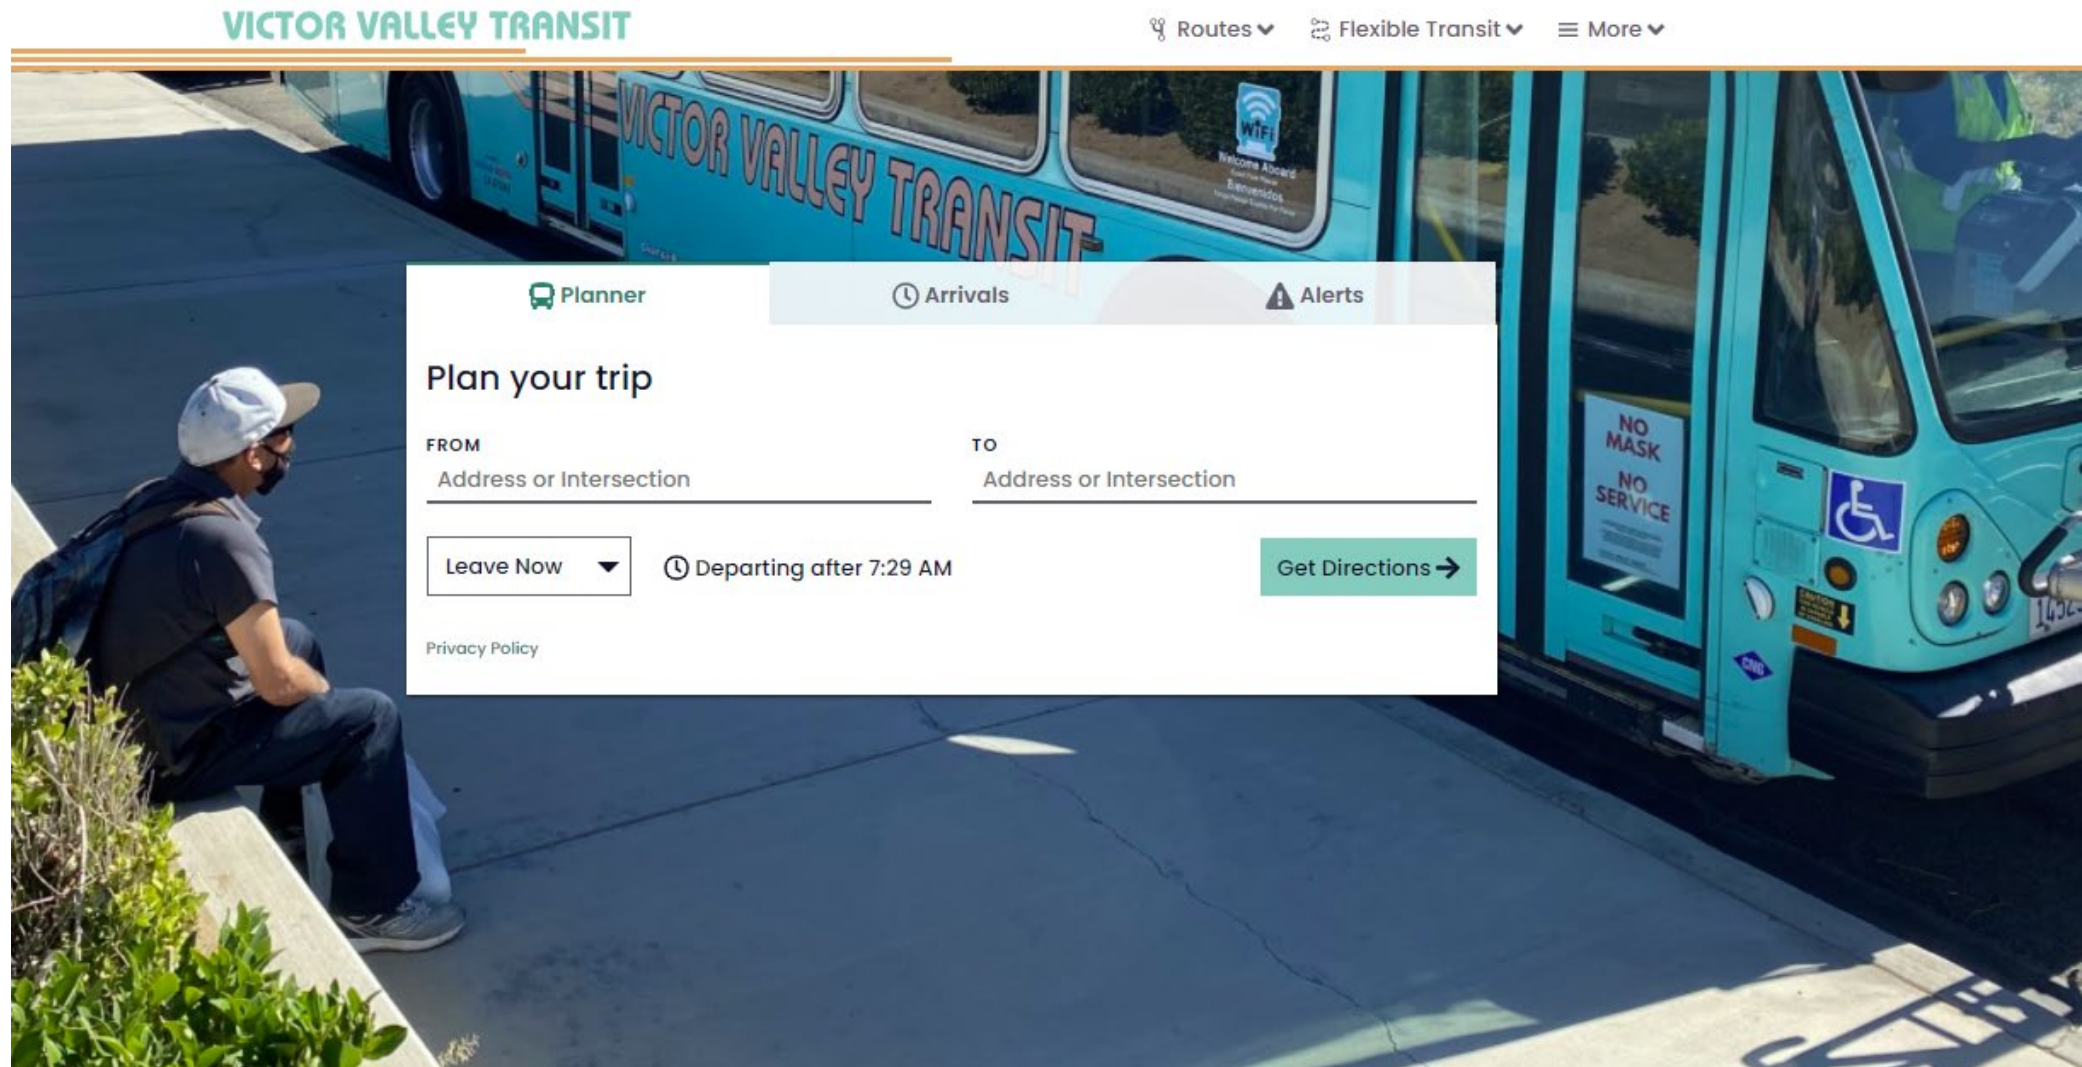 VICTOR VALLEY TRANSIT
Routes
Flexible Transit
More
VICTOR VALLEY TRANSIT
WiFi
Welcome Aboard
Bienvenidos
Planner
Arrivals
Alerts
Plan your trip
FROM
TO
Address or Intersection
Address or Intersection
Leave Now
Departing after 7:29 AM
Get Directions
Privacy Policy
NO
MASK
NO
SERVICE
CAUTION
CNG